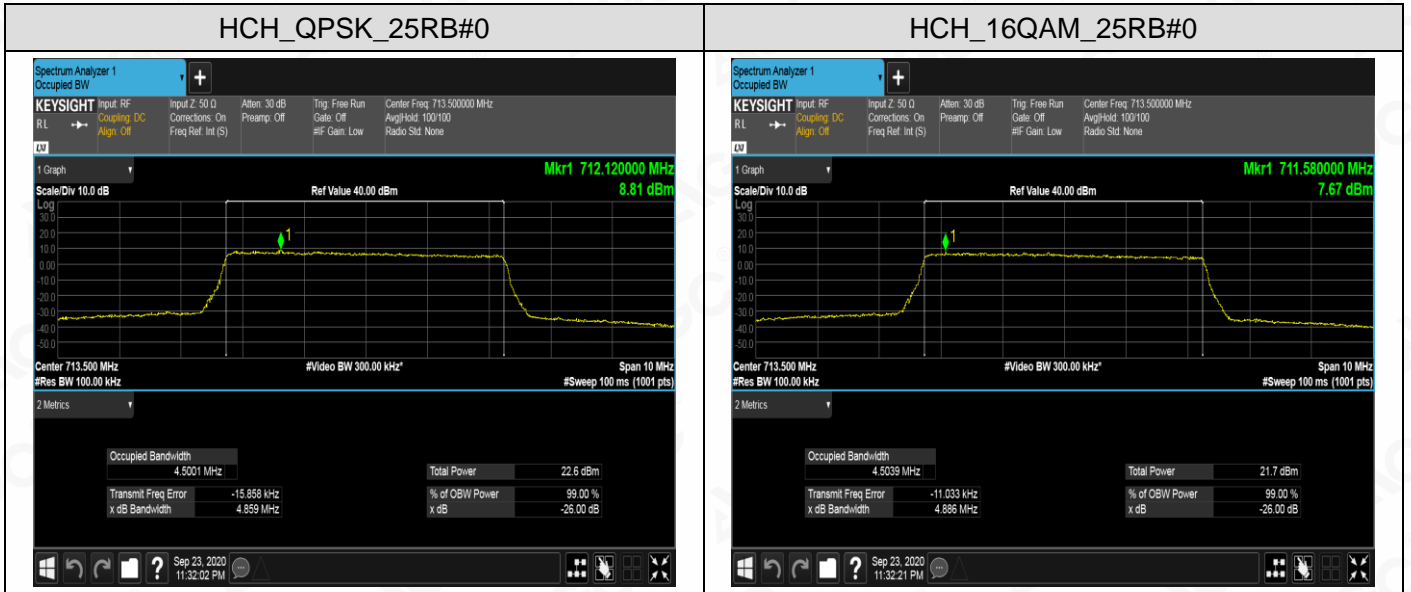 HCH_QPSK_25RB#0
Spectrum Analyzer 1
Occupied BW
KEYSIGHT Input: RF Input Z: 50 Ω Atten: 30 dB Trig: Free Run Center Freq: 713.500000 MHz
RL Coupling: DC Corrections: On Preamp: Off Gate: Off Avg|Hold: 100/100
Align: Off Freq Ref: Int (S) #IF Gain: Low Radio Std: None
LXI
1 Graph Mkr1 712.120000 MHz
Scale/Div 10.0 dB Ref Value 40.00 dBm 8.81 dBm
Log
30.0
20.0
1
10.0
0.00
-10.0
-20.0
-30.0
-40.0
-50.0
Center 713.500 MHz #Video BW 300.00 kHz* Span 10 MHz
#Res BW 100.00 kHz #Sweep 100 ms (1001 pts)
2 Metrics
Occupied Bandwidth
4.5001 MHz Total Power 22.6 dBm
Transmit Freq Error -15.858 kHz % of OBW Power 99.00 %
x dB Bandwidth 4.859 MHz x dB -26.00 dB
? Sep 23, 2020
11:32:02 PM
HCH_16QAM_25RB#0
Spectrum Analyzer 1
Occupied BW
KEYSIGHT Input: RF Input Z: 50 Ω Atten: 30 dB Trig: Free Run Center Freq: 713.500000 MHz
RL Coupling: DC Corrections: On Preamp: Off Gate: Off Avg|Hold: 100/100
Align: Off Freq Ref: Int (S) #IF Gain: Low Radio Std: None
LXI
1 Graph Mkr1 711.580000 MHz
Scale/Div 10.0 dB Ref Value 40.00 dBm 7.67 dBm
Log
30.0
20.0
1
10.0
0.00
-10.0
-20.0
-30.0
-40.0
-50.0
Center 713.500 MHz #Video BW 300.00 kHz* Span 10 MHz
#Res BW 100.00 kHz #Sweep 100 ms (1001 pts)
2 Metrics
Occupied Bandwidth
4.5039 MHz Total Power 21.7 dBm
Transmit Freq Error -11.033 kHz % of OBW Power 99.00 %
x dB Bandwidth 4.886 MHz x dB -26.00 dB
? Sep 23, 2020
11:32:21 PM